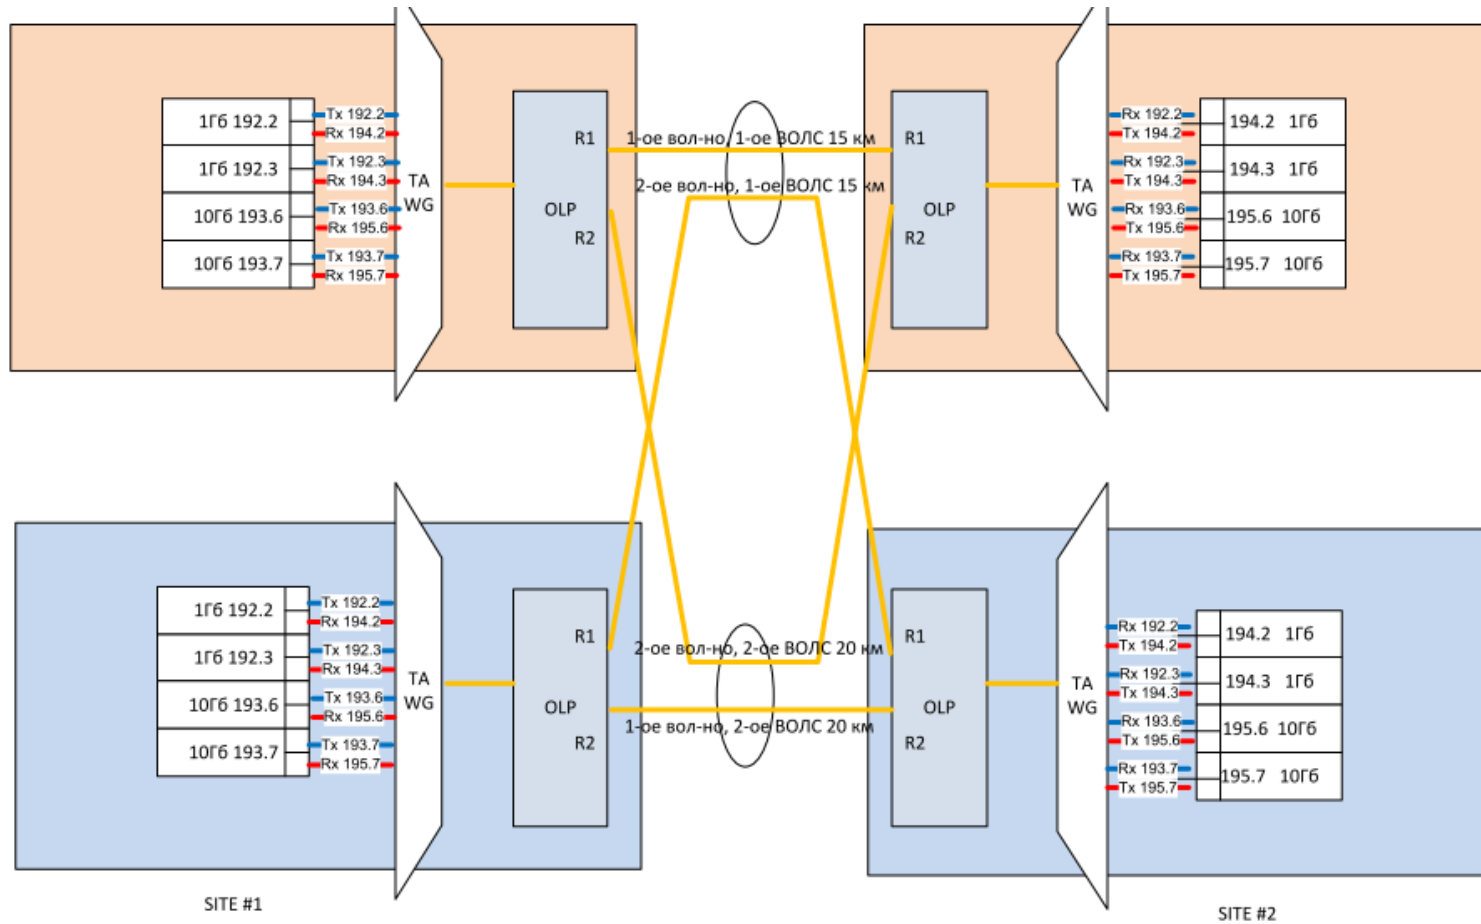 1Гб 192.2
1Гб 192.3
10Гб 193.6
10Гб 193.7
Tx 192.2
Rx 194.2
Tx 192.3
Rx 194.3
Tx 193.6
Rx 195.6
Tx 193.7
Rx 195.7
TA
WG
R1
OLP
R2
1-ое вол-но, 1-ое ВОЛС 15 км
2-ое вол-но, 1-ое ВОЛС 15 км
R1
OLP
R2
TA
WG
Rx 192.2
Tx 194.2
Rx 192.3
Tx 194.3
Rx 193.6
Tx 195.6
Rx 193.7
Tx 195.7
194.2 1Гб
194.3 1Гб
195.6 10Гб
195.7 10Гб
1Гб 192.2
1Гб 192.3
10Гб 193.6
10Гб 193.7
Tx 192.2
Rx 194.2
Tx 192.3
Rx 194.3
Tx 193.6
Rx 195.6
Tx 193.7
Rx 195.7
TA
WG
R1
OLP
R2
2-ое вол-но, 2-ое ВОЛС 20 км
1-ое вол-но, 2-ое ВОЛС 20 км
R1
OLP
R2
TA
WG
Rx 192.2
Tx 194.2
Rx 192.3
Tx 194.3
Rx 193.6
Tx 195.6
Rx 193.7
Tx 195.7
194.2 1Гб
194.3 1Гб
195.6 10Гб
195.7 10Гб
SITE #1
SITE #2